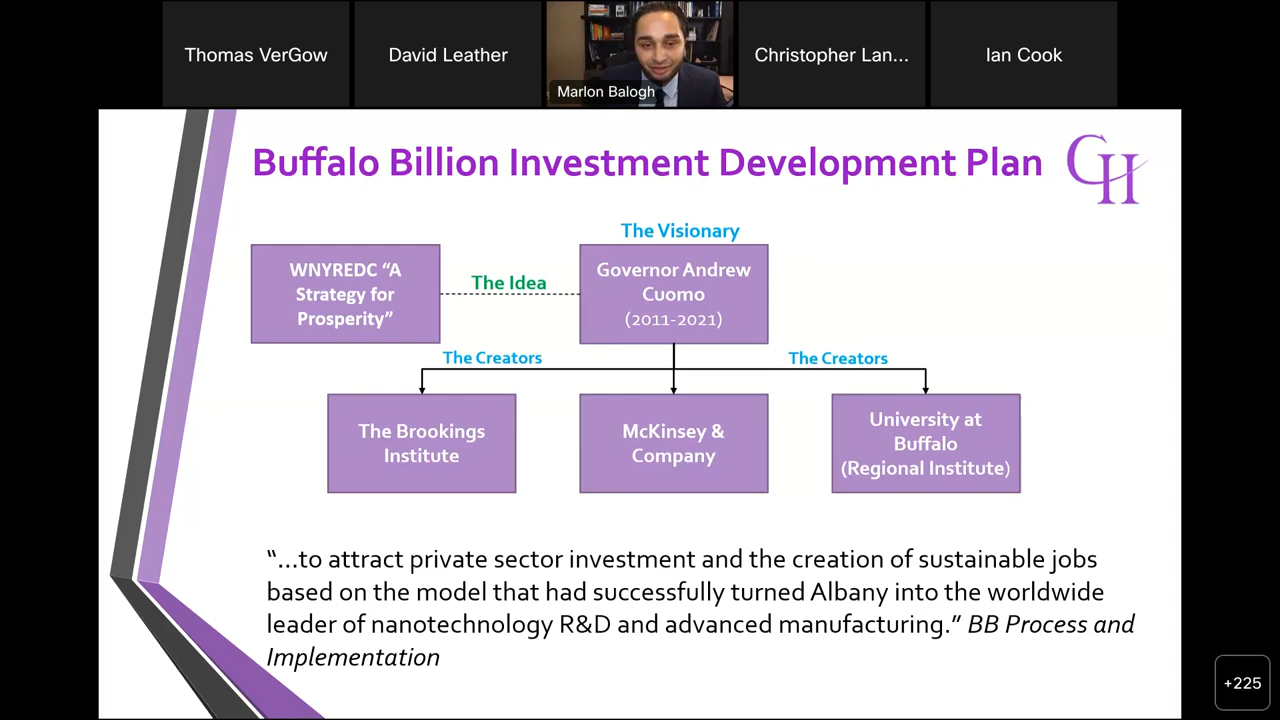 Thomas VerGow
David Leather
Marlon Balogh
Christopher Lan...
Ian Cook
Buffalo Billion Investment Development Plan
CH
The Visionary
WNYREDC “A
Strategy for
Prosperity”
The Idea
Governor Andrew
Cuomo
(2011-2021)
The Creators
The Creators
The Brookings
Institute
McKinsey &
Company
University at
Buffalo
(Regional Institute)
“...to attract private sector investment and the creation of sustainable jobs
based on the model that had successfully turned Albany into the worldwide
leader of nanotechnology R&D and advanced manufacturing.” BB Process and
Implementation
+225